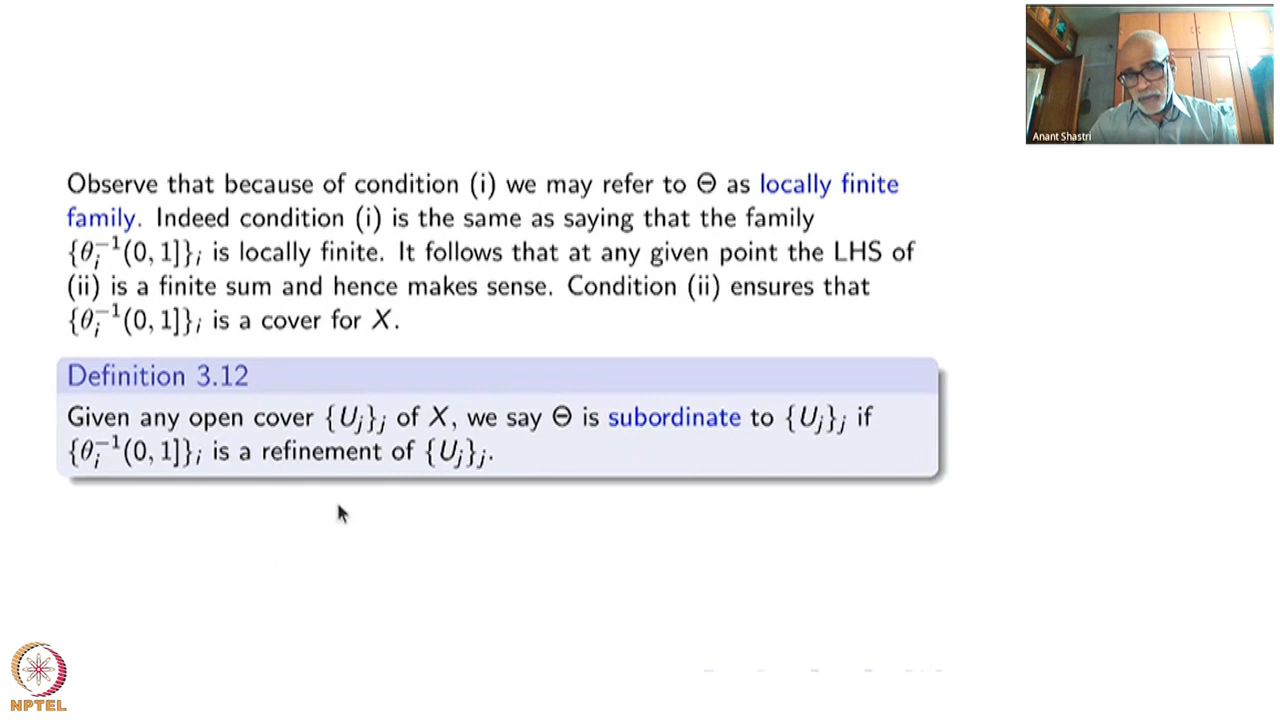 Anant Shastri
Observe that because of condition (i) we may refer to Θ as locally finite
family. Indeed condition (i) is the same as saying that the family
{θ_i^{-1}(0, 1]}_i is locally finite. It follows that at any given point the LHS of
(ii) is a finite sum and hence makes sense. Condition (ii) ensures that
{θ_i^{-1}(0, 1]}_i is a cover for X.
Definition 3.12
Given any open cover {U_j}_j of X, we say Θ is subordinate to {U_j}_j if
{θ_i^{-1}(0, 1]}_i is a refinement of {U_j}_j.
NPTEL